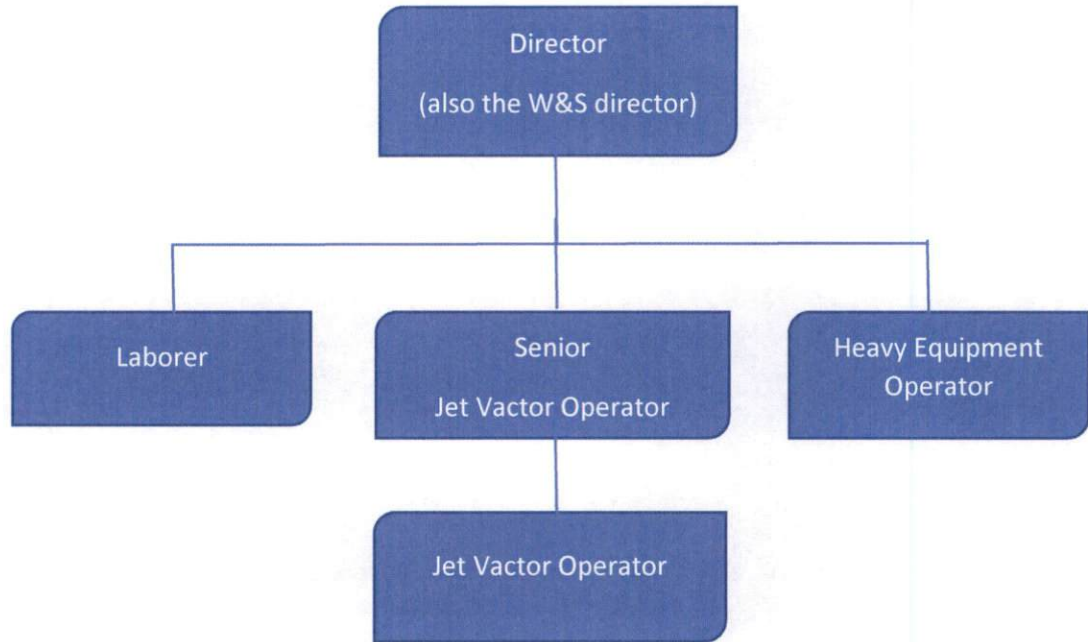 Director
(also the W&S director)
Laborer
Senior
Jet Vactor Operator
Heavy Equipment
Operator
Jet Vactor Operator